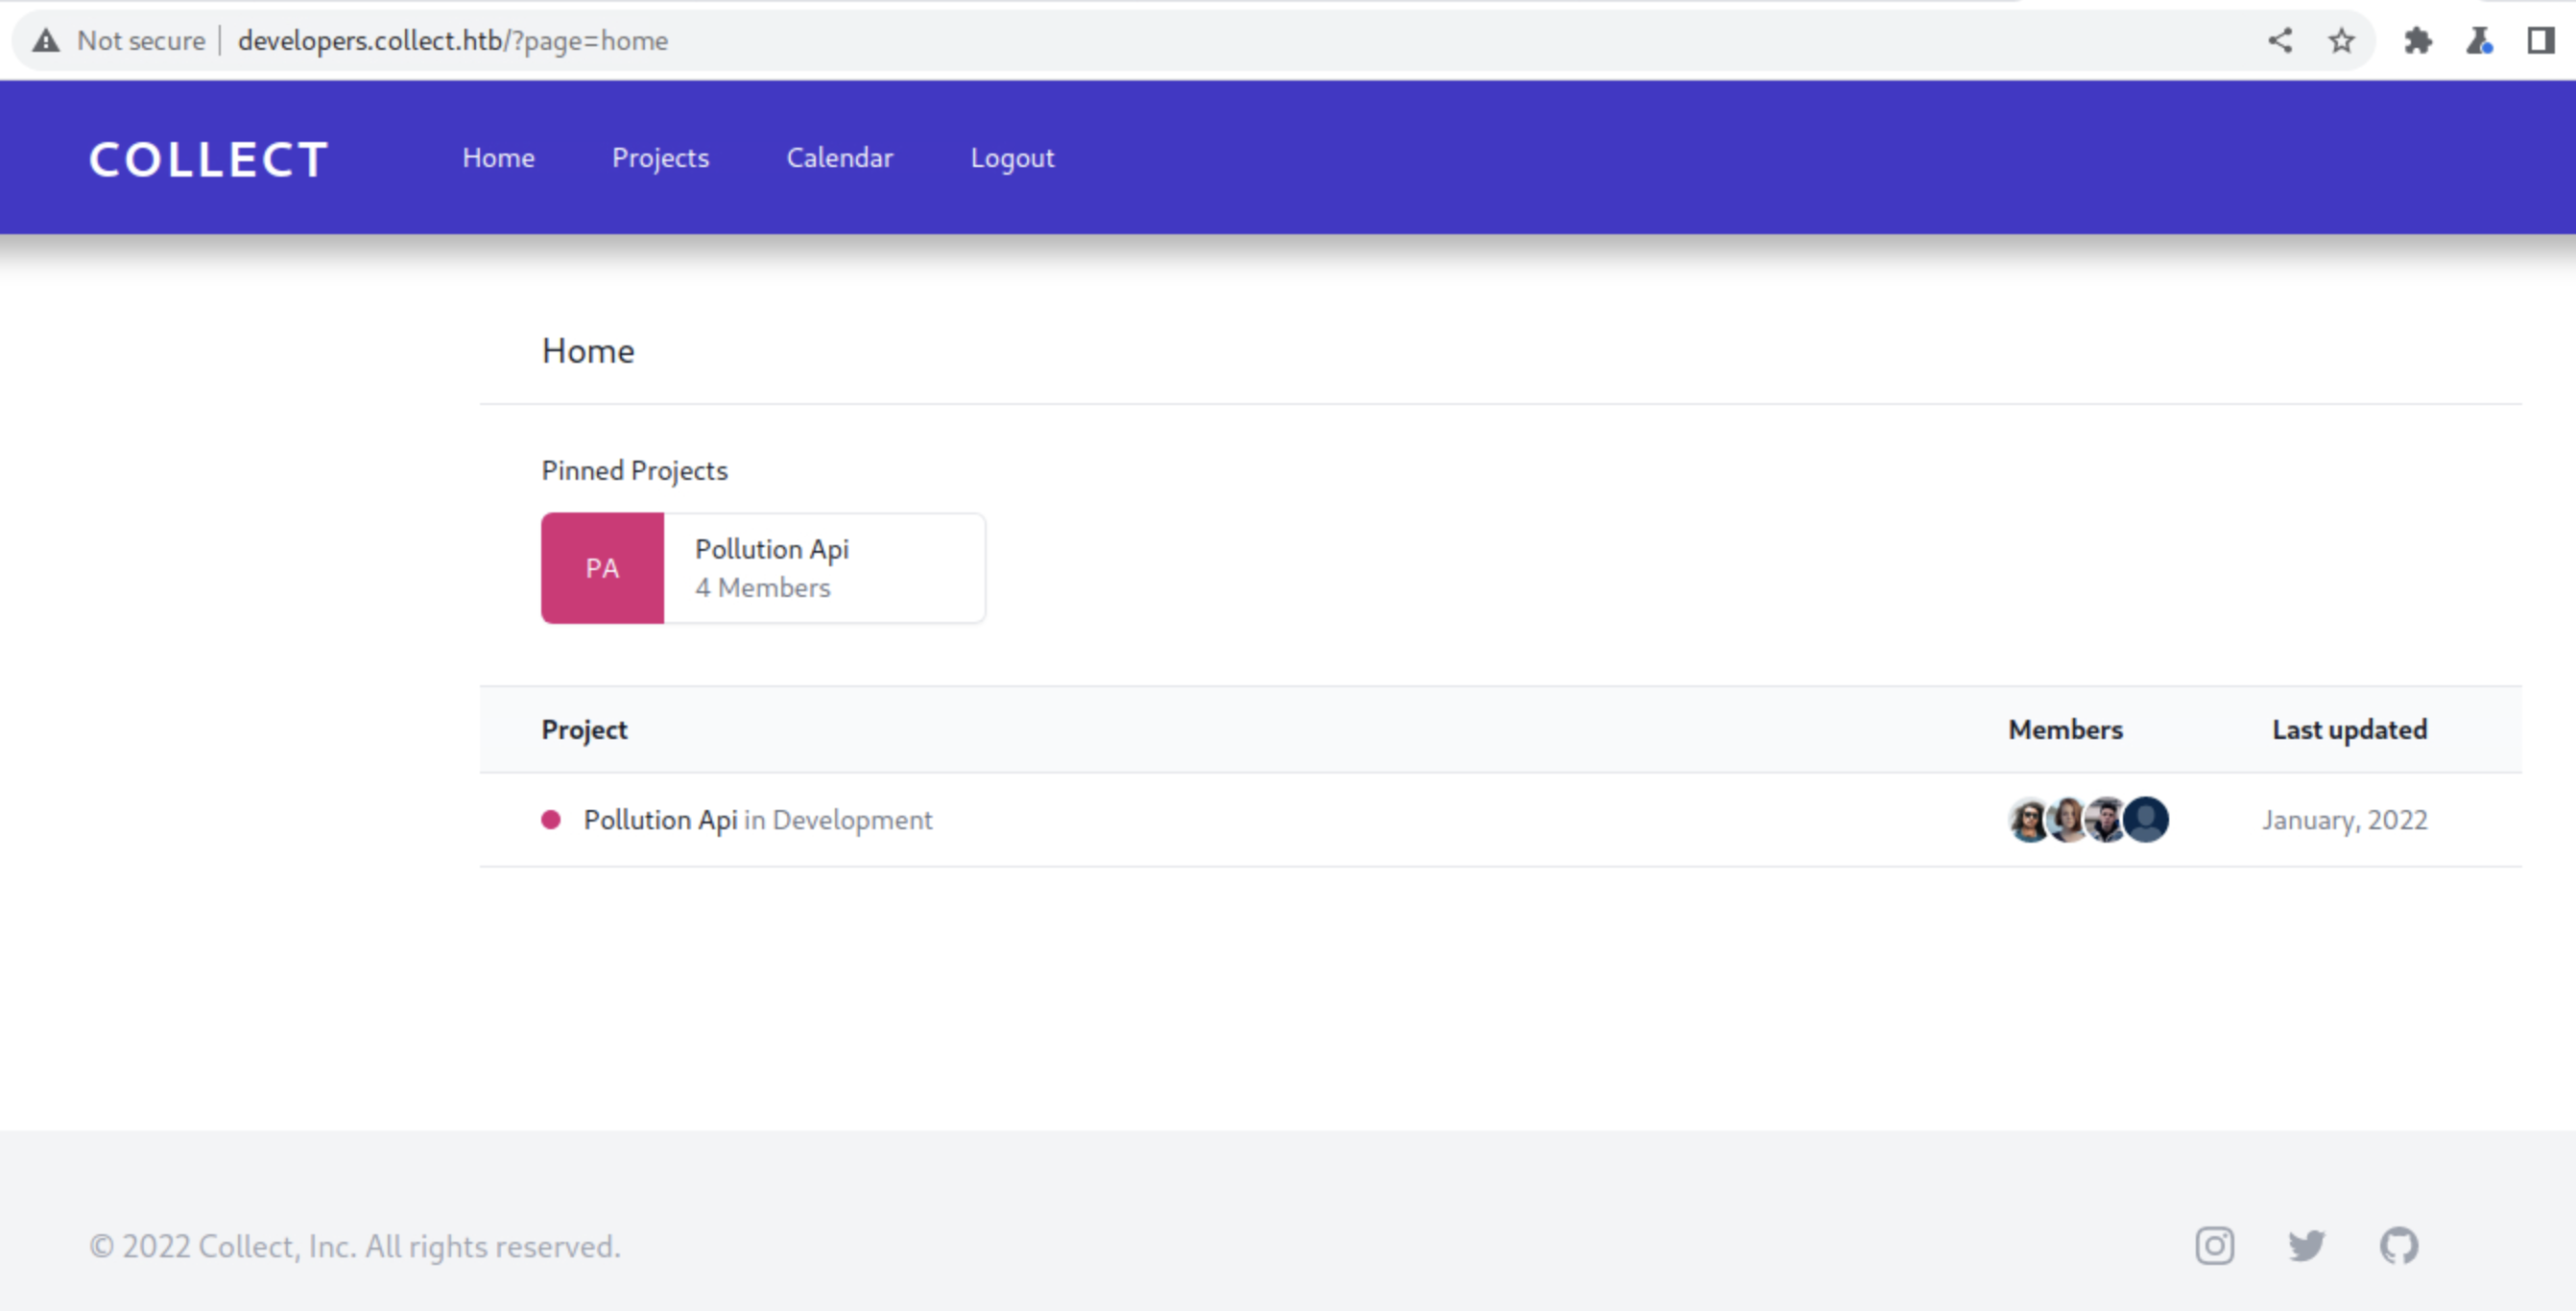 Not secure developers.collect.htb/?page=home
COLLECT Home Projects Calendar Logout
Home
Pinned Projects
PA
Pollution Api
4 Members
Project Members Last updated
Pollution Api in Development January, 2022
© 2022 Collect, Inc. All rights reserved.